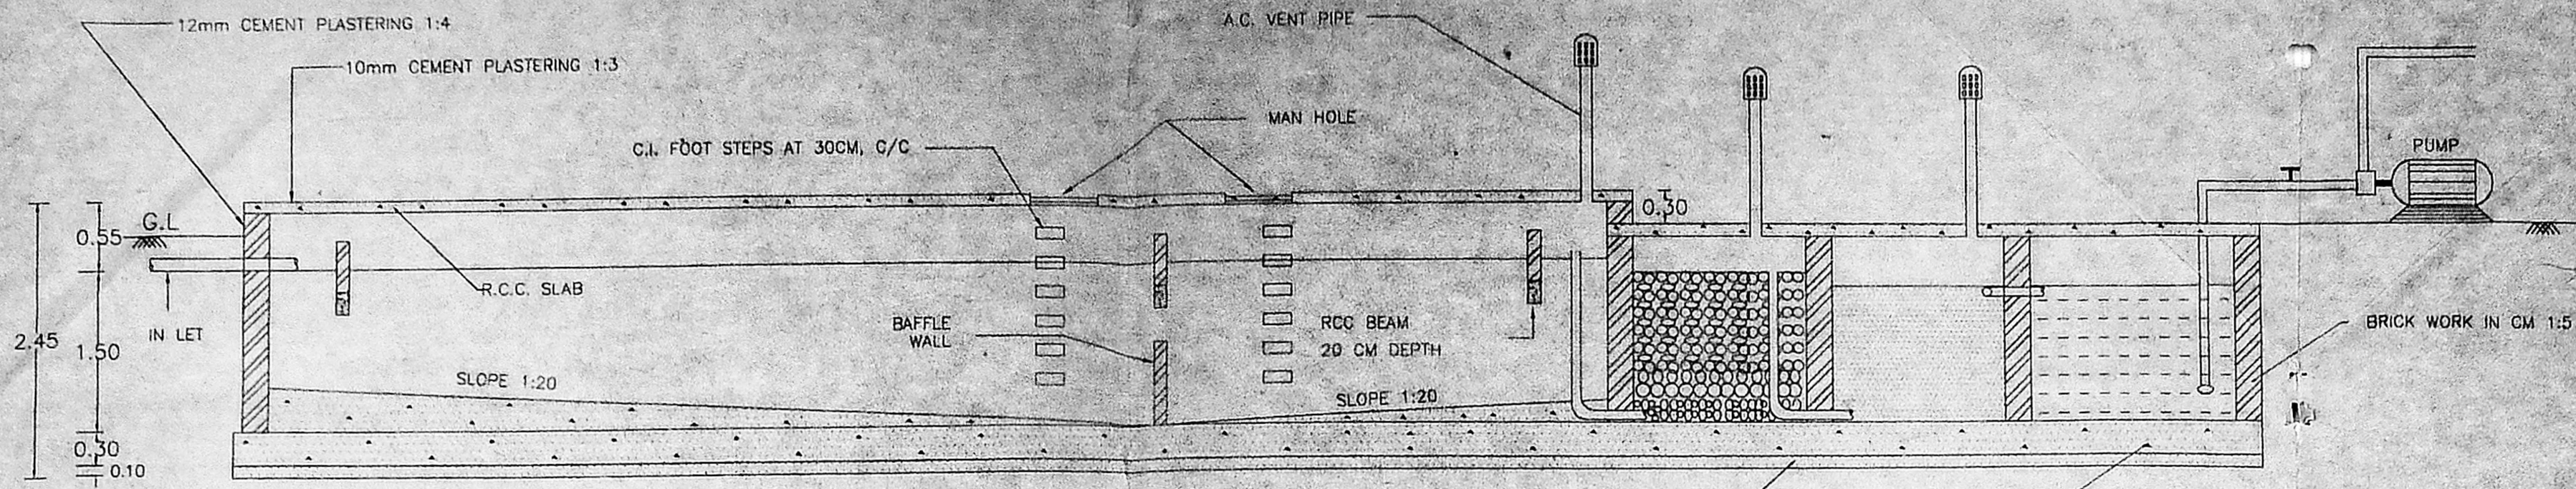 12mm CEMENT PLASTERING 1:4
A.C. VENT PIPE
10mm CEMENT PLASTERING 1:3
MAN HOLE
C.I. FOOT STEPS AT 30CM, C/C
PUMP
G.L
0.30
0.55
R.C.C. SLAB
IN LET
BAFFLE
WALL
RCC BEAM
20 CM DEPTH
BRICK WORK IN CM 1:5
2.45
1.50
SLOPE 1:20
SLOPE 1:20
0.30
0.10